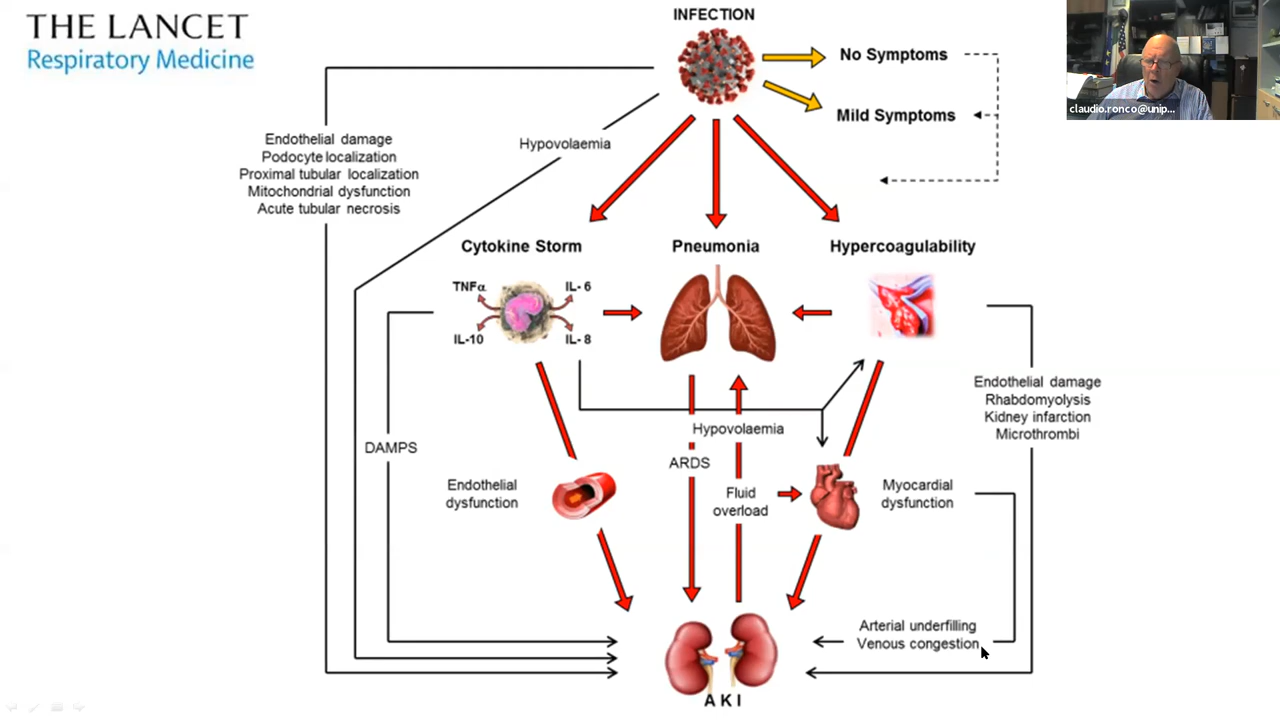 THE LANCET
Respiratory Medicine
INFECTION
No Symptoms
Mild Symptoms
claudio.ronco@unip...
Endothelial damage
Podocyte localization
Proximal tubular localization
Mitochondrial dysfunction
Acute tubular necrosis
Hypovolaemia
Cytokine Storm
Pneumonia
Hypercoagulability
TNFα
IL- 6
IL-10
IL- 8
Endothelial damage
Rhabdomyolysis
Kidney infarction
Microthrombi
DAMPS
Hypovolaemia
ARDS
Endothelial
dysfunction
Fluid
overload
Myocardial
dysfunction
Arterial underfilling
Venous congestion
A K I